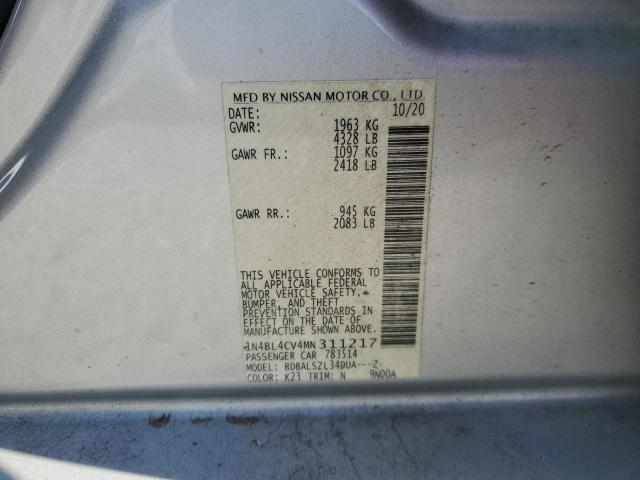 MFD BY NISSAN MOTOR CO., LTD
DATE: 10/20
GVWR: 1963 KG
4328 LB
GAWR FR.: 1097 KG
2418 LB
GAWR RR.: 945 KG
2083 LB
THIS VEHICLE CONFORMS TO
ALL APPLICABLE FEDERAL
MOTOR VEHICLE SAFETY,
BUMPER, AND THEFT
PREVENTION STANDARDS IN
EFFECT ON THE DATE OF
MANUFACTURE SHOWN ABOVE.
1N4BL4CV4MN311217
PASSENGER CAR 783514
MODEL: BDBALSZL34DUA---Z-
COLOR: K23 TRIM: N 9N00A